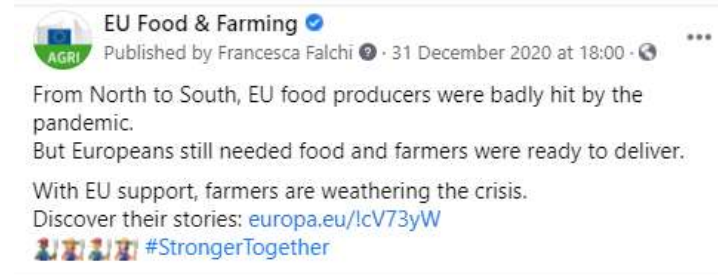 EU Food & Farming
Published by Francesca Falchi · 31 December 2020 at 18:00 ·
AGRI
From North to South, EU food producers were badly hit by the
pandemic.
But Europeans still needed food and farmers were ready to deliver.
With EU support, farmers are weathering the crisis.
Discover their stories: europa.eu/!cV73yW
#StrongerTogether